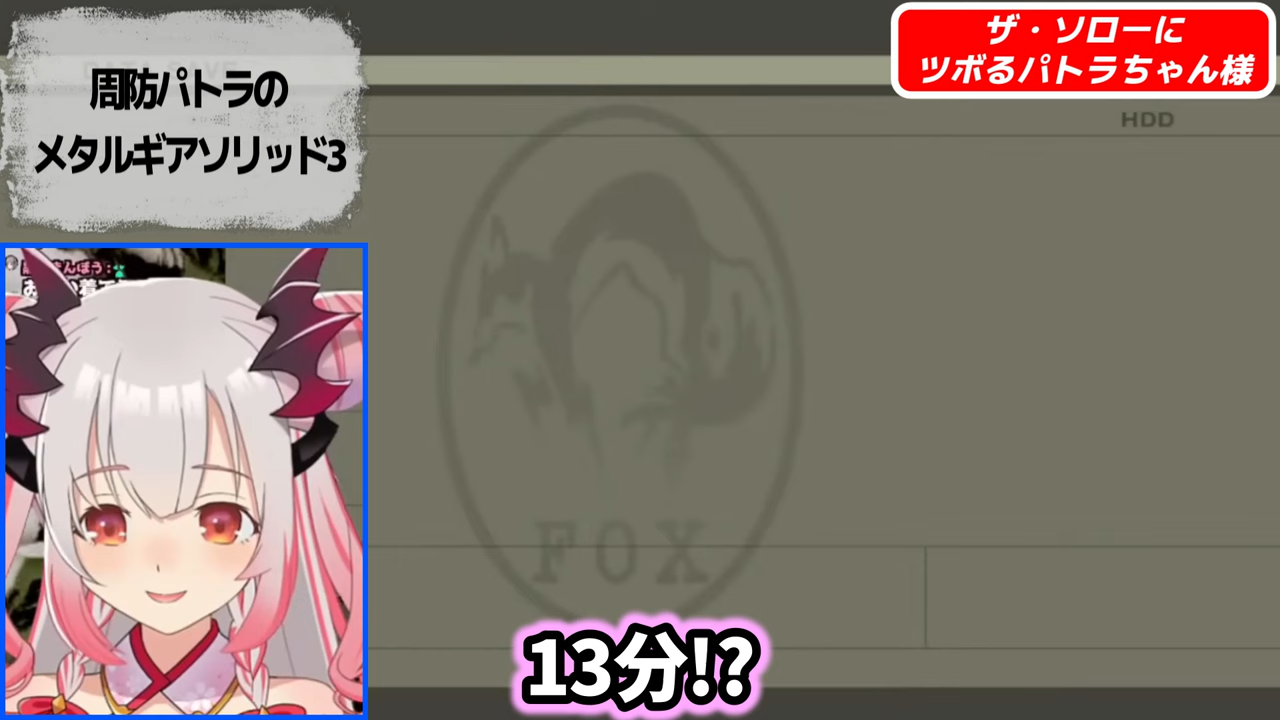 周防パトラの
メタルギアソリッド3
ザ・ソローに
ツボるパトラちゃん様
HDD
FOX
13分!?